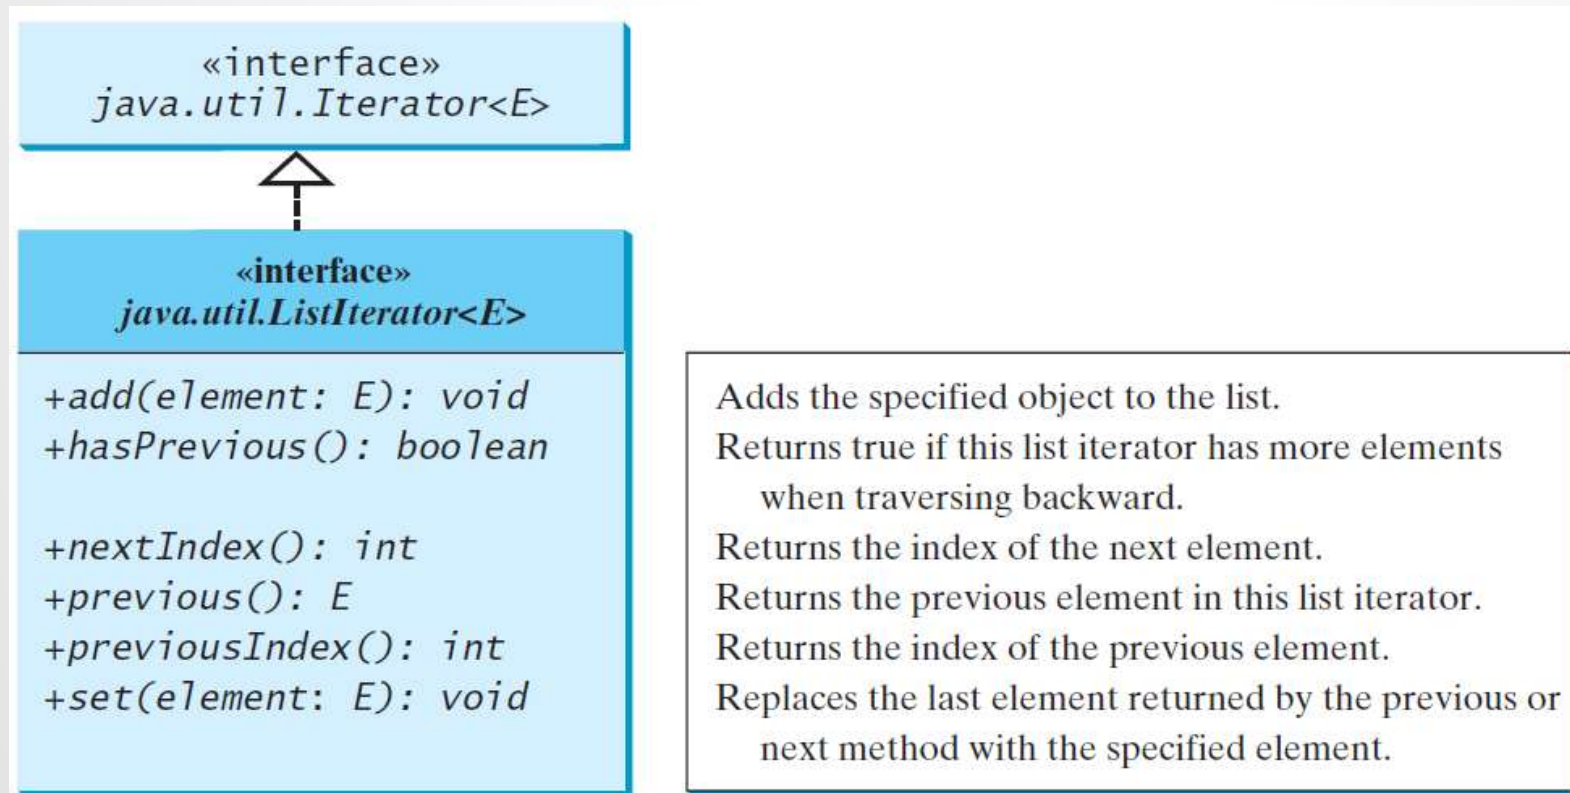 «interface»
java.util.Iterator<E>
«interface»
java.util.ListIterator<E>
+add(element: E): void
+hasPrevious(): boolean
+nextIndex(): int
+previous(): E
+previousIndex(): int
+set(element: E): void
Adds the specified object to the list.
Returns true if this list iterator has more elements
when traversing backward.
Returns the index of the next element.
Returns the previous element in this list iterator.
Returns the index of the previous element.
Replaces the last element returned by the previous or
next method with the specified element.